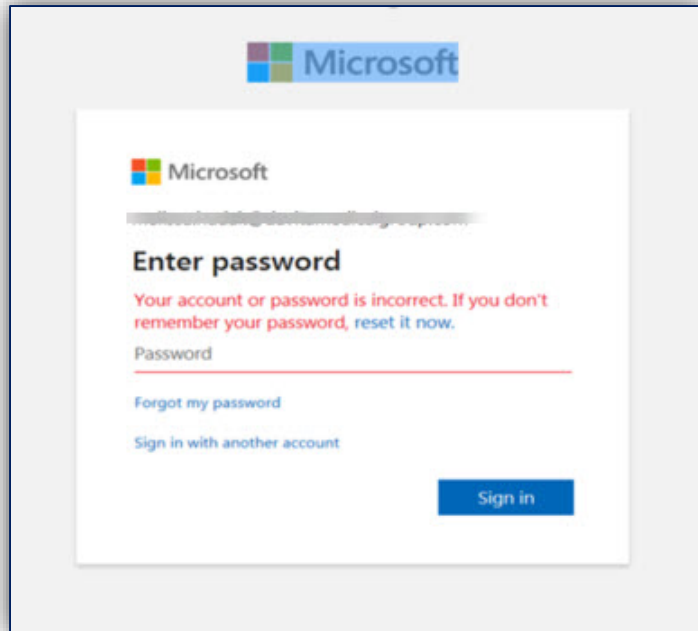 Microsoft
Microsoft
Enter password
Your account or password is incorrect. If you don't
remember your password, reset it now.
Password
Forgot my password
Sign in with another account
Sign in